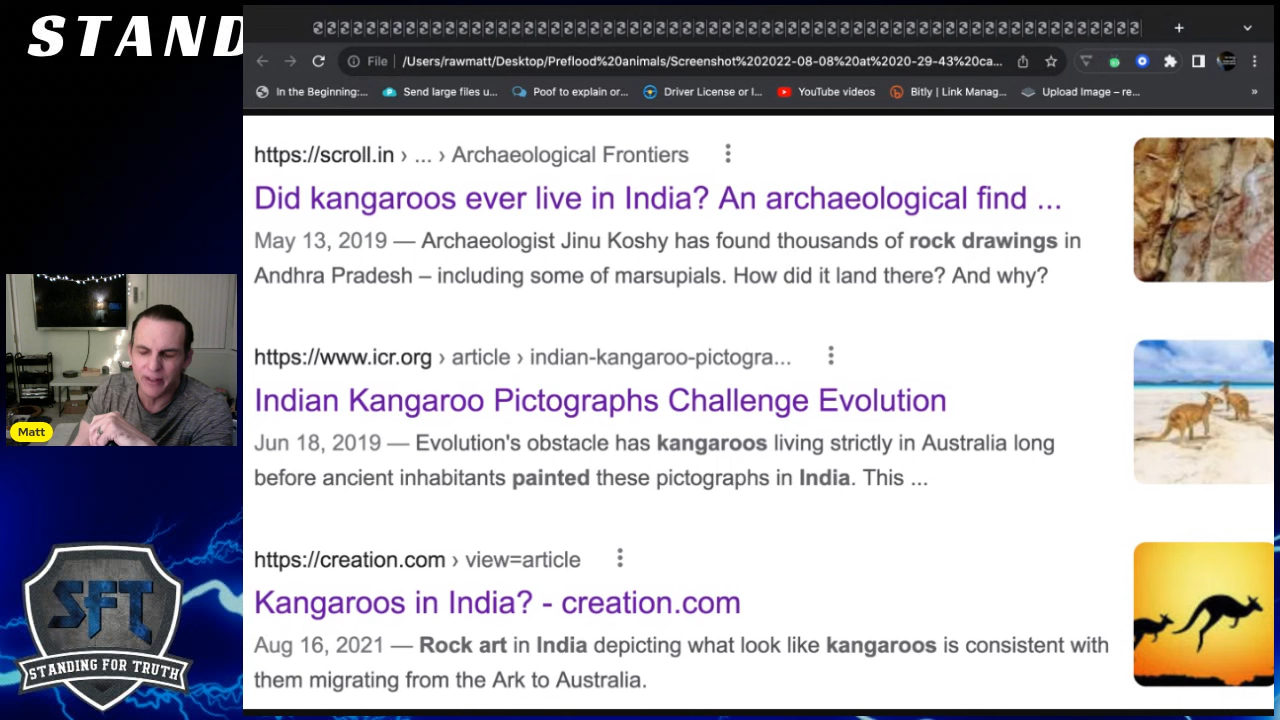 STAND
File
/Users/rawmatt/Desktop/Preflood%20animals/Screenshot%202022-08-08%20at%2020-29-43%20ca...
In the Beginning:...
Send large files u...
Poof to explain or...
Driver License or I...
YouTube videos
Bitly | Link Manag...
Upload Image – re...
»
https://scroll.in › ... › Archaeological Frontiers
Did kangaroos ever live in India? An archaeological find ...
May 13, 2019 — Archaeologist Jinu Koshy has found thousands of rock drawings in
Andhra Pradesh – including some of marsupials. How did it land there? And why?
https://www.icr.org › article › indian-kangaroo-pictogra...
Indian Kangaroo Pictographs Challenge Evolution
Jun 18, 2019 — Evolution's obstacle has kangaroos living strictly in Australia long
before ancient inhabitants painted these pictographs in India. This ...
https://creation.com › view=article
Kangaroos in India? - creation.com
Aug 16, 2021 — Rock art in India depicting what look like kangaroos is consistent with
them migrating from the Ark to Australia.
Matt
SFT
STANDING FOR TRUTH